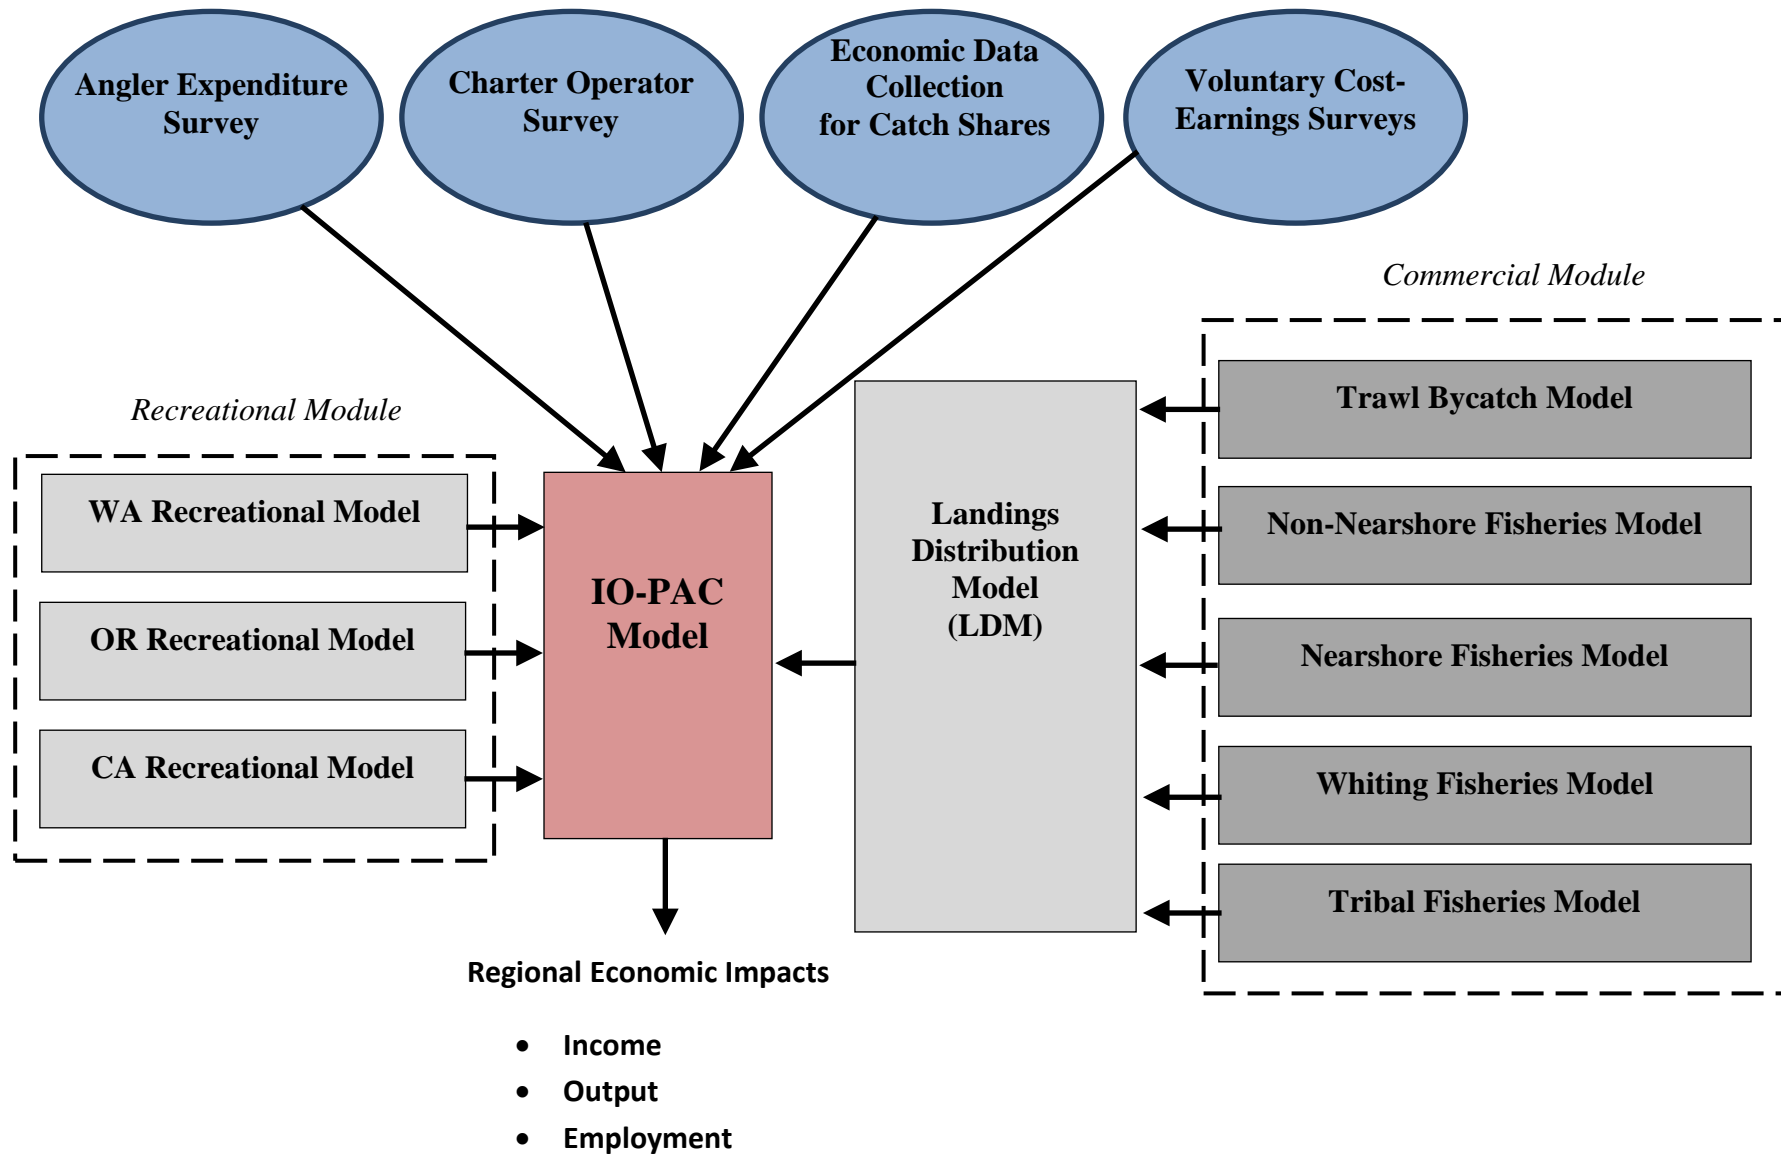 Angler Expenditure
Survey
Charter Operator
Survey
Economic Data
Collection
for Catch Shares
Voluntary Cost-
Earnings Surveys
Commercial Module
Recreational Module
WA Recreational Model
OR Recreational Model
CA Recreational Model
IO-PAC
Model
Landings
Distribution
Model
(LDM)
Trawl Bycatch Model
Non-Nearshore Fisheries Model
Nearshore Fisheries Model
Whiting Fisheries Model
Tribal Fisheries Model
Regional Economic Impacts
• Income
• Output
• Employment